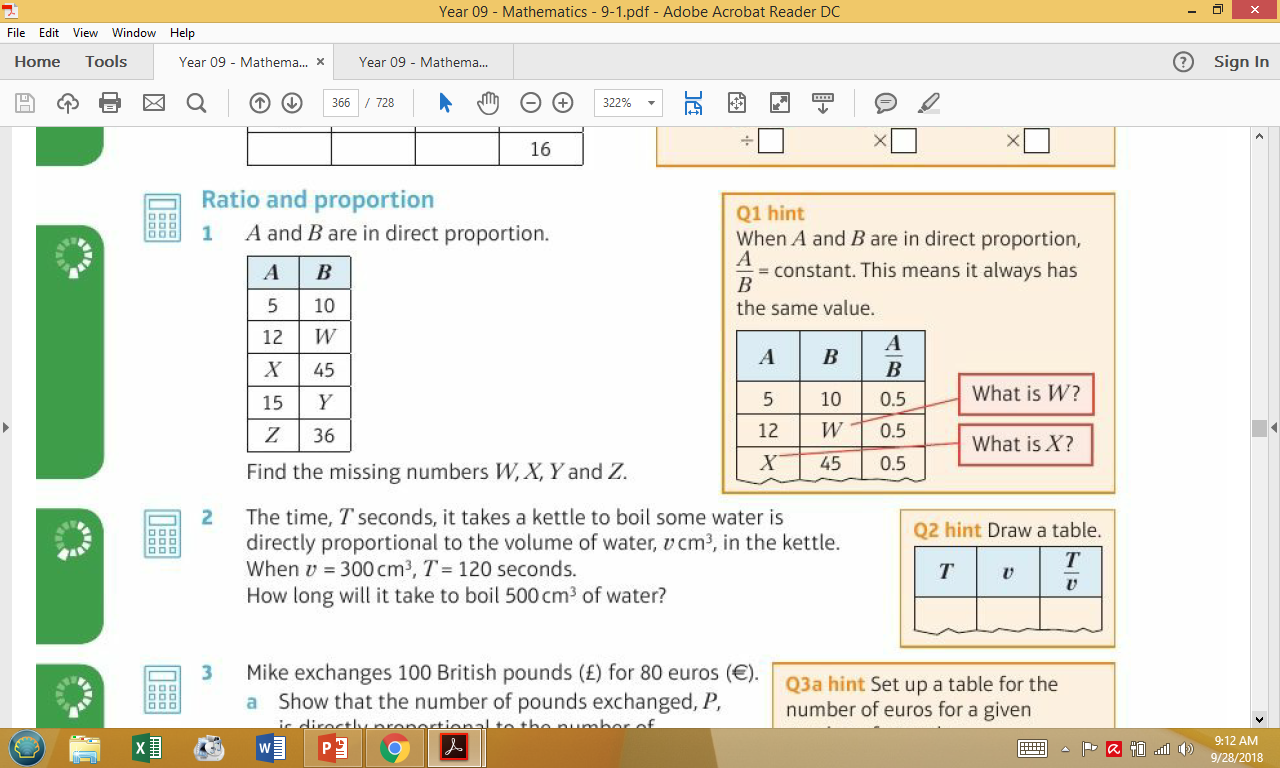 Year 09 - Mathematics - 9-1.pdf - Adobe Acrobat Reader DC
File Edit View Window Help
Home Tools Year 09 - Mathema... × Year 09 - Mathema... ? Sign In
366 / 728 322%
16
÷ × ×
Ratio and proportion
1 A and B are in direct proportion.
A B
5 10
12 W
X 45
15 Y
Z 36
Find the missing numbers W, X, Y and Z.
Q1 hint
When A and B are in direct proportion,
A/B = constant. This means it always has
the same value.
A B A/B
5 10 0.5
12 W 0.5
X 45 0.5
What is W?
What is X?
2 The time, T seconds, it takes a kettle to boil some water is
directly proportional to the volume of water, v cm³, in the kettle.
When v = 300 cm³, T = 120 seconds.
How long will it take to boil 500 cm³ of water?
Q2 hint Draw a table.
T v T/v
3 Mike exchanges 100 British pounds (£) for 80 euros (€).
a Show that the number of pounds exchanged, P,
is directly proportional to the number of
Q3a hint Set up a table for the
number of euros for a given
9:12 AM
9/28/2018